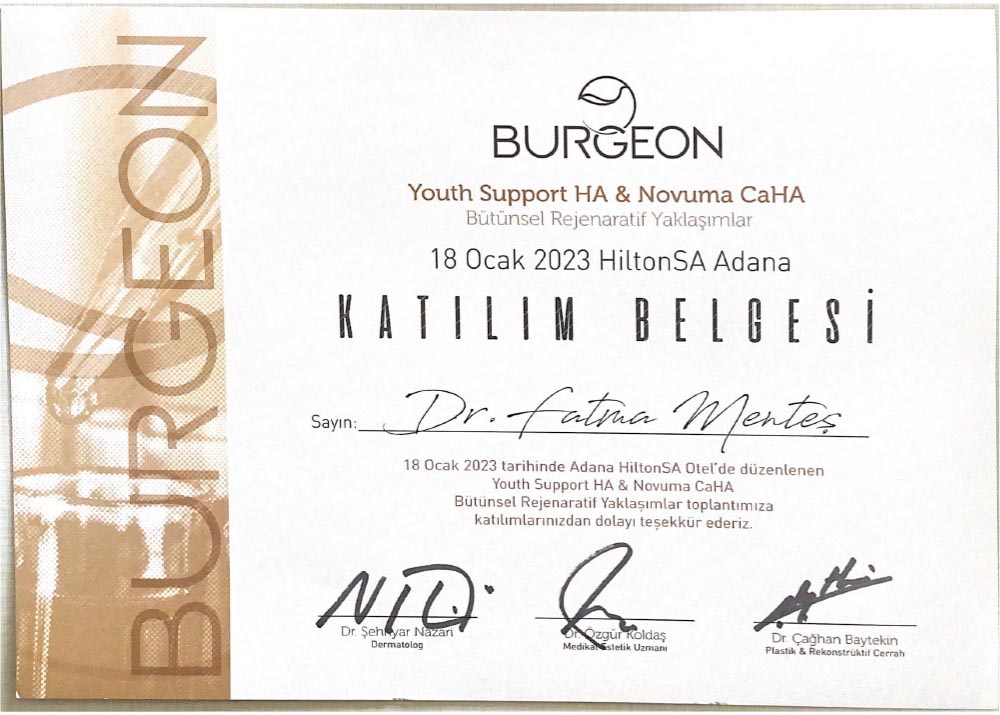 BURGEON
BURGEON
Youth Support HA & Novuma CaHA
Bütünsel Rejenaratif Yaklaşımlar
18 Ocak 2023 HiltonSA Adana
KATILIM BELGESİ
Sayın: Dr. Fatma Menteş
18 Ocak 2023 tarihinde Adana HiltonSA Otel'de düzenlenen
Youth Support HA & Novuma CaHA
Bütünsel Rejenaratif Yaklaşımlar toplantımıza
katılımlarınızdan dolayı teşekkür ederiz.
Dr. Şehriyar Nazari
Dermatolog
Dr. Özgür Koldaş
Medikal Estetik Uzmanı
Dr. Çağhan Baytekin
Plastik & Rekonstrüktif Cerrah